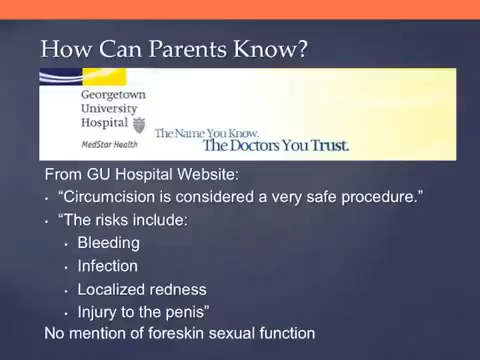 How Can Parents Know?
Georgetown
University
Hospital
MedStar Health
The Name You Know.
The Doctors You Trust.
From GU Hospital Website:
• “Circumcision is considered a very safe procedure.”
• “The risks include:
• Bleeding
• Infection
• Localized redness
• Injury to the penis”
No mention of foreskin sexual function